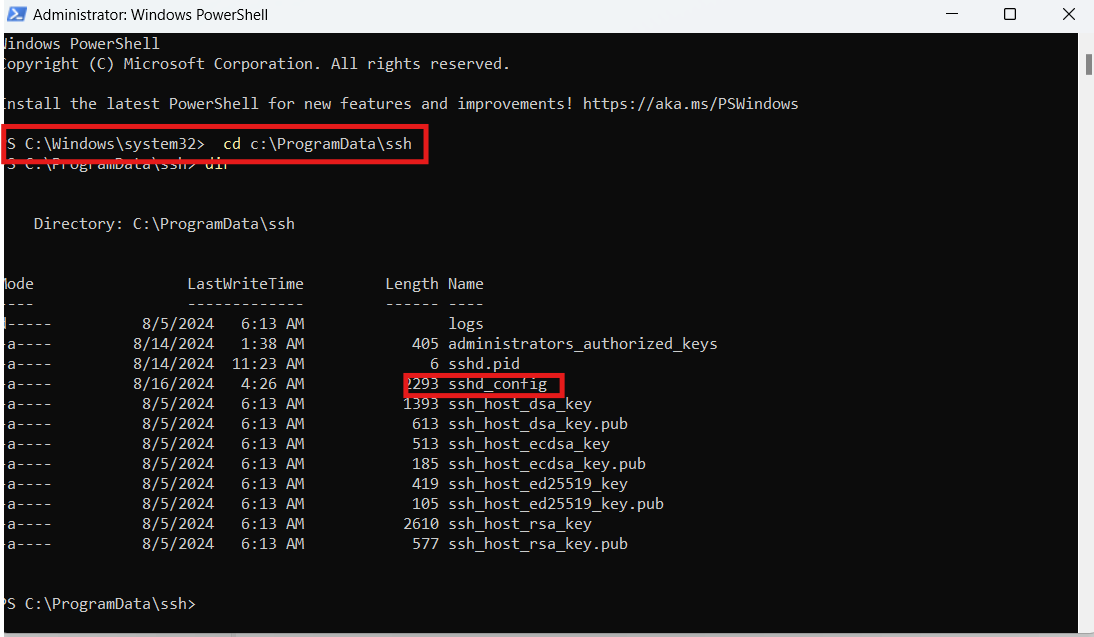 Administrator: Windows PowerShell
Windows PowerShell
Copyright (C) Microsoft Corporation. All rights reserved.
Install the latest PowerShell for new features and improvements! https://aka.ms/PSWindows
PS C:\Windows\system32>  cd c:\ProgramData\ssh
PS C:\ProgramData\ssh> dir
Directory: C:\ProgramData\ssh
Mode                 LastWriteTime         Length Name
----                 -------------         ------ ----
d-----          8/5/2024   6:13 AM                logs
-a----         8/14/2024   1:38 AM            405 administrators_authorized_keys
-a----         8/14/2024  11:23 AM              6 sshd.pid
-a----         8/16/2024   4:26 AM           2293 sshd_config
-a----          8/5/2024   6:13 AM           1393 ssh_host_dsa_key
-a----          8/5/2024   6:13 AM            613 ssh_host_dsa_key.pub
-a----          8/5/2024   6:13 AM            513 ssh_host_ecdsa_key
-a----          8/5/2024   6:13 AM            185 ssh_host_ecdsa_key.pub
-a----          8/5/2024   6:13 AM            419 ssh_host_ed25519_key
-a----          8/5/2024   6:13 AM            105 ssh_host_ed25519_key.pub
-a----          8/5/2024   6:13 AM           2610 ssh_host_rsa_key
-a----          8/5/2024   6:13 AM            577 ssh_host_rsa_key.pub
PS C:\ProgramData\ssh>